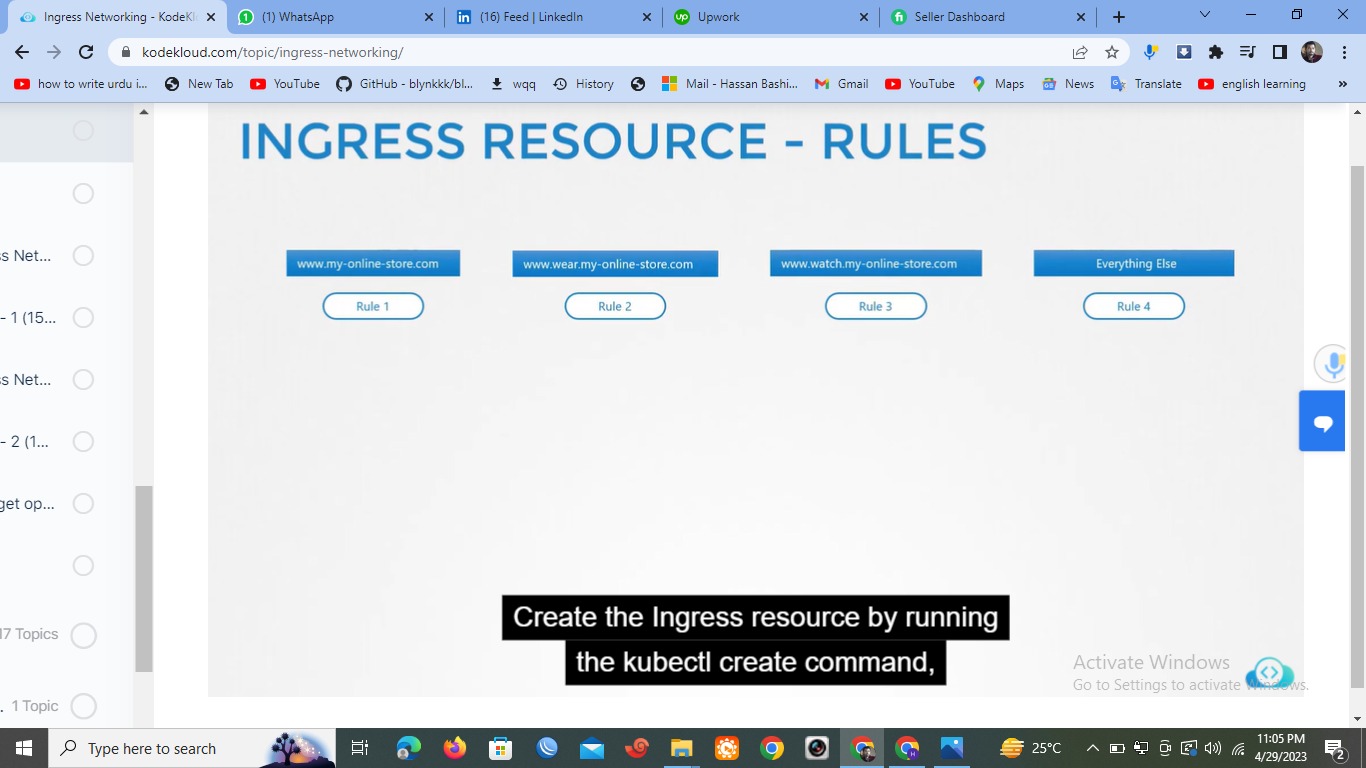 Ingress Networking - KodeKl
(1) WhatsApp
(16) Feed | LinkedIn
Upwork
Seller Dashboard
kodekloud.com/topic/ingress-networking/
how to write urdu i...
New Tab
YouTube
GitHub - blynkkk/bl...
wqq
History
Mail - Hassan Bashi...
Gmail
YouTube
Maps
News
Translate
english learning
»
INGRESS RESOURCE - RULES
www.my-online-store.com
www.wear.my-online-store.com
www.watch.my-online-store.com
Everything Else
Rule 1
Rule 2
Rule 3
Rule 4
s Net...
- 1 (15...
ss Net...
- 2 (1...
get op...
17 Topics
. 1 Topic
Create the Ingress resource by running
the kubectl create command,
Activate Windows
Go to Settings to activate Windows.
Type here to search
25°C
11:05 PM
4/29/2023
2